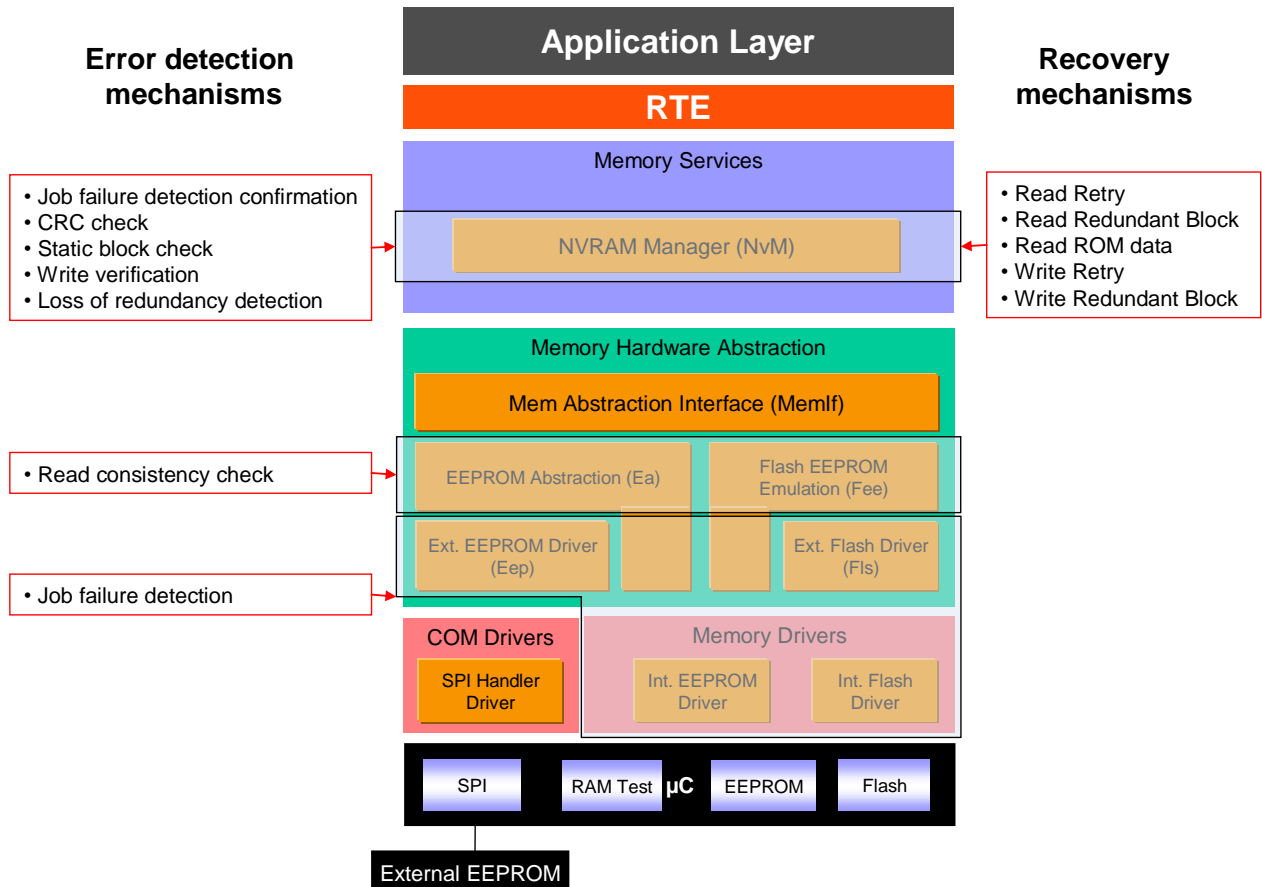 Error detection
mechanisms
Application Layer
Recovery
mechanisms
RTE
Memory Services
• Job failure detection confirmation
• CRC check
• Static block check
• Write verification
• Loss of redundancy detection
NVRAM Manager (NvM)
• Read Retry
• Read Redundant Block
• Read ROM data
• Write Retry
• Write Redundant Block
Memory Hardware Abstraction
Mem Abstraction Interface (MemIf)
• Read consistency check
EEPROM Abstraction (Ea)
Flash EEPROM
Emulation (Fee)
Ext. EEPROM Driver
(Eep)
Ext. Flash Driver
(Fls)
• Job failure detection
COM Drivers
Memory Drivers
SPI Handler
Driver
Int. EEPROM
Driver
Int. Flash
Driver
SPI
RAM Test
µC
EEPROM
Flash
External EEPROM